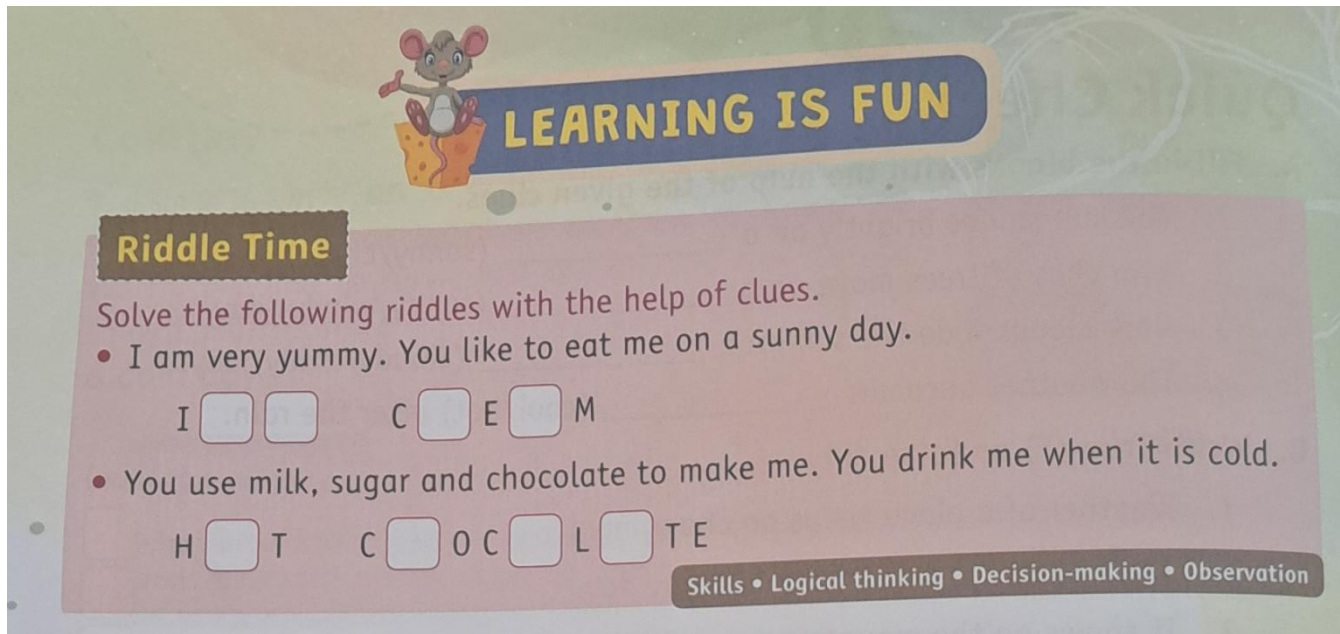 LEARNING IS FUN
Riddle Time
Solve the following riddles with the help of clues.
• I am very yummy. You like to eat me on a sunny day.
I C E M
• You use milk, sugar and chocolate to make me. You drink me when it is cold.
H T C O C L T E
Skills • Logical thinking • Decision-making • Observation